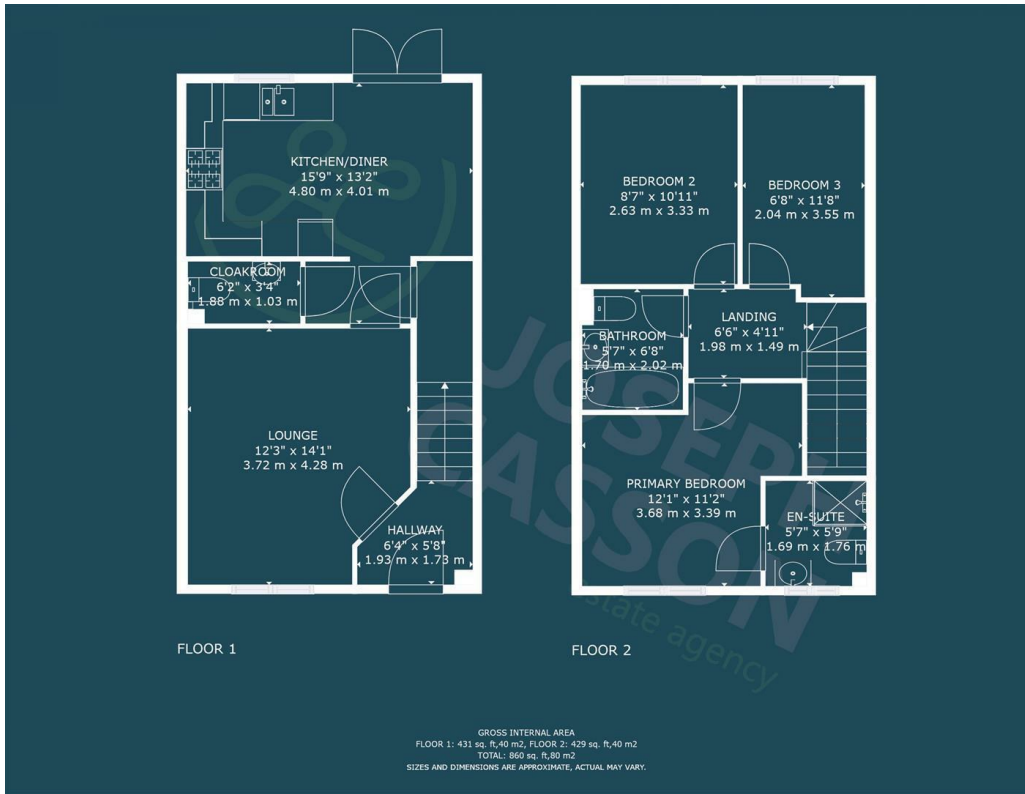 KITCHEN/DINER
15'9" x 13'2"
4.80 m x 4.01 m
CLOAKROOM
6'2" x 3'4"
1.88 m x 1.03 m
LOUNGE
12'3" x 14'1"
3.72 m x 4.28 m
HALLWAY
6'4" x 5'8"
1.93 m x 1.73 m
FLOOR 1
BEDROOM 2
8'7" x 10'11"
2.63 m x 3.33 m
BEDROOM 3
6'8" x 11'8"
2.04 m x 3.55 m
LANDING
6'6" x 4'11"
1.98 m x 1.49 m
BATHROOM
5'7" x 6'8"
1.70 m x 2.02 m
PRIMARY BEDROOM
12'1" x 11'2"
3.68 m x 3.39 m
EN-SUITE
5'7" x 5'9"
1.69 m x 1.76 m
FLOOR 2
JOSEPH
CASSON
estate agency
GROSS INTERNAL AREA
FLOOR 1: 431 sq. ft,40 m2, FLOOR 2: 429 sq. ft,40 m2
TOTAL: 860 sq. ft,80 m2
SIZES AND DIMENSIONS ARE APPROXIMATE, ACTUAL MAY VARY.